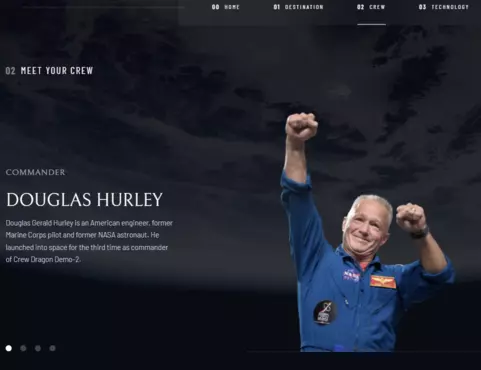 00 HOME
01 DESTINATION
02 CREW
03 TECHNOLOGY
02 MEET YOUR CREW
COMMANDER
DOUGLAS HURLEY
Douglas Gerald Hurley is an American engineer, former
Marine Corps pilot and former NASA astronaut. He
launched into space for the third time as commander
of Crew Dragon Demo-2.
NASA